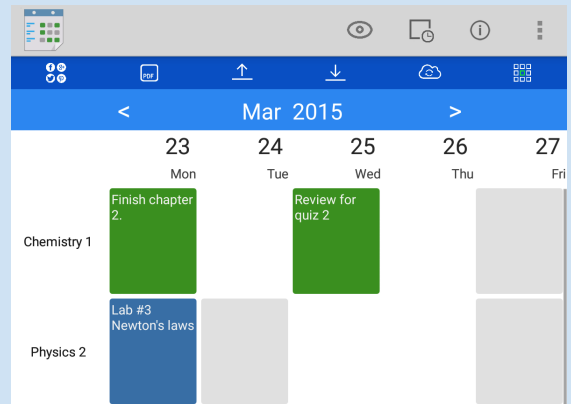 PDF
< Mar 2015 >
23 24 25 26 27
Mon Tue Wed Thu Fri
Chemistry 1
Finish chapter
2.
Review for
quiz 2
Physics 2
Lab #3
Newton's laws